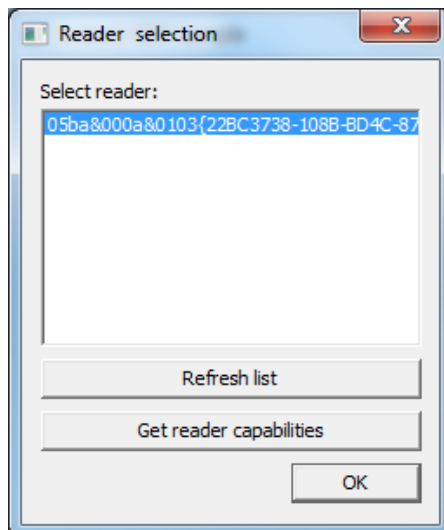 Reader selection
Select reader:
05ba&000a&0103{22BC3738-108B-BD4C-87
Refresh list
Get reader capabilities
OK